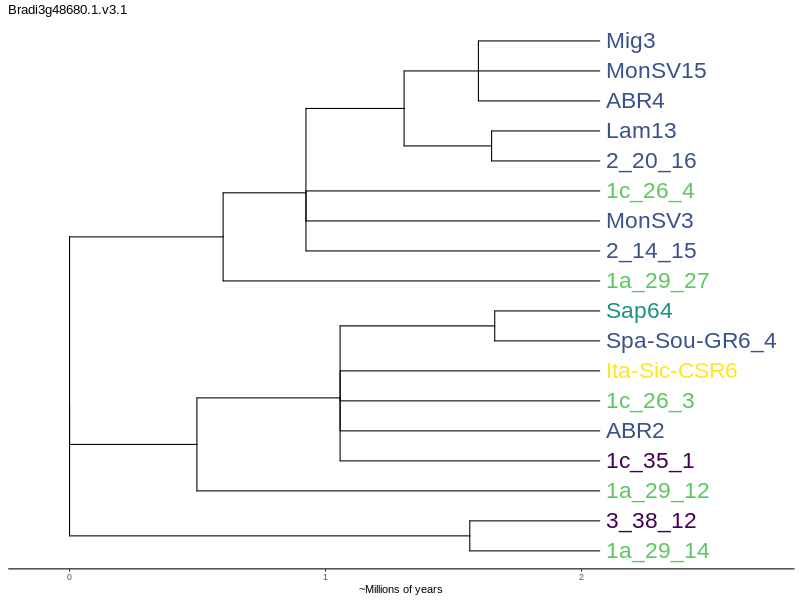 Bradi3g48680.1.v3.1
Mig3
MonSV15
ABR4
Lam13
2_20_16
1c_26_4
MonSV3
2_14_15
1a_29_27
Sap64
Spa-Sou-GR6_4
Ita-Sic-CSR6
1c_26_3
ABR2
1c_35_1
1a_29_12
3_38_12
1a_29_14
0 1 2
~Millions of years